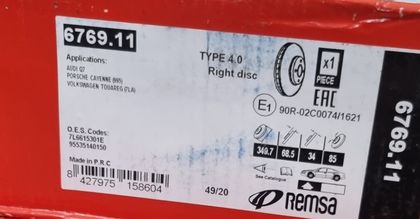 6769.11
Applications:
AUDI Q7
PORSCHE CAYENNE (955)
VOLKSWAGEN TOUAREG (7LA)
TYPE 4.0
Right disc
x1
PIECE
EAC
E1 90R-02C0074/1621
O.E.S. Codes:
7L6615301E
95535140150
Made in P.R.C
349.7 68.5 34 85
See Catalogue
8 427975 158604
49/20
REMSA
6769.11